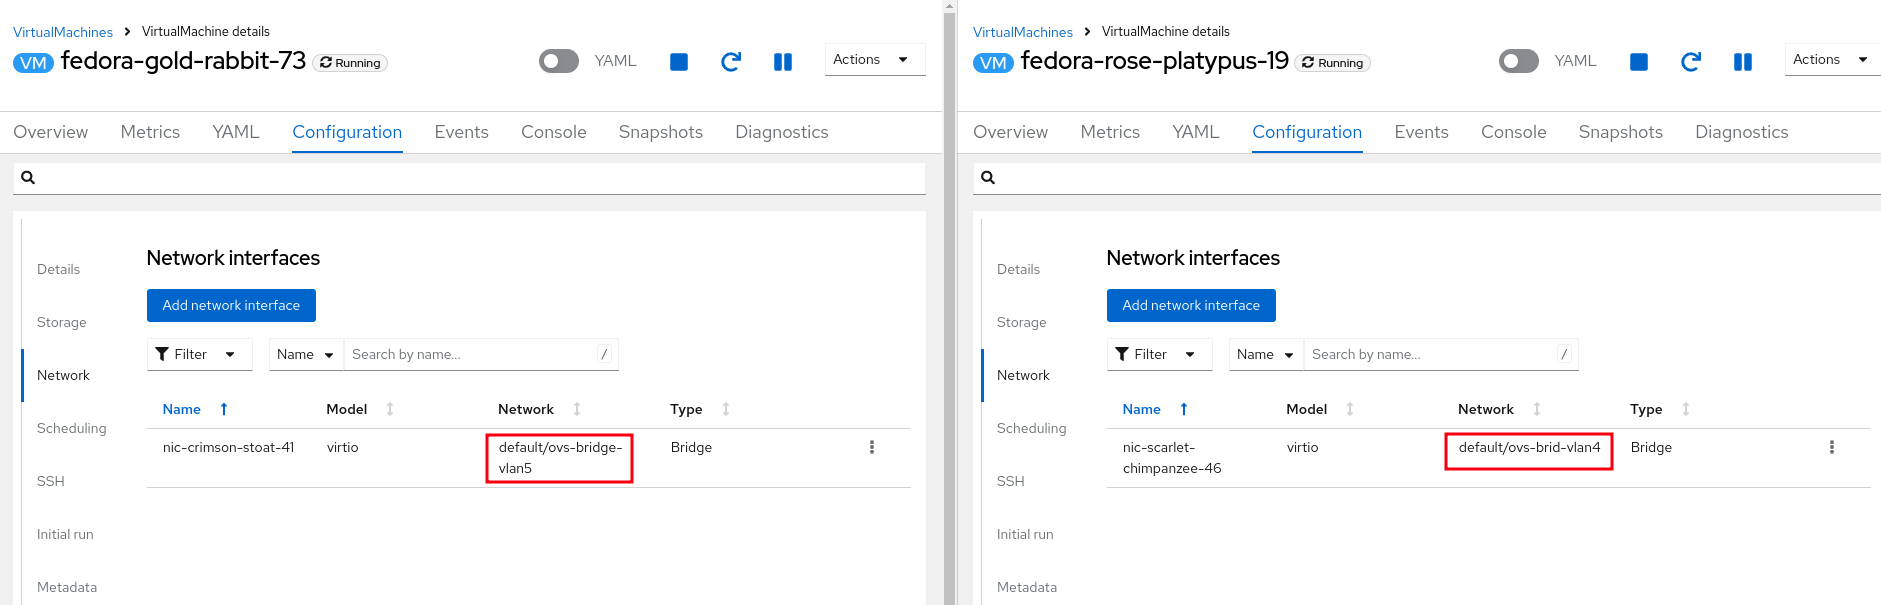 VirtualMachines > VirtualMachine details
VM fedora-gold-rabbit-73 Running
YAML
Actions
Overview Metrics YAML Configuration Events Console Snapshots Diagnostics
Details
Storage
Network
Scheduling
SSH
Initial run
Metadata
Network interfaces
Add network interface
Filter Name Search by name... /
Name Model Network Type
nic-crimson-stoat-41 virtio default/ovs-bridge- Bridge
vlan5
VirtualMachines > VirtualMachine details
VM fedora-rose-platypus-19 Running
YAML
Actions
Overview Metrics YAML Configuration Events Console Snapshots Diagnostics
Details
Storage
Network
Scheduling
SSH
Initial run
Metadata
Network interfaces
Add network interface
Filter Name Search by name... /
Name Model Network Type
nic-scarlet- virtio default/ovs-brid-vlan4 Bridge
chimpanzee-46